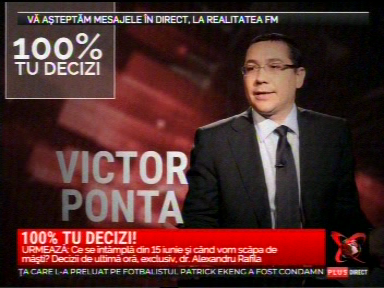 VĂ AȘTEPTĂM MESAJELE ÎN DIRECT, LA REALITATEA FM
100%
TU DECIZI
VICTOR
PONTA
100% TU DECIZI!
URMEAZĂ: Ce se întâmplă din 15 iunie și când vom scăpa de
măști? Decizii de ultimă oră, exclusiv, dr. Alexandru Rafila
ȚA CARE L-A PRELUAT PE FOTBALISTUL PATRICK EKENG A FOST CONDAMN
PLUS DIRECT